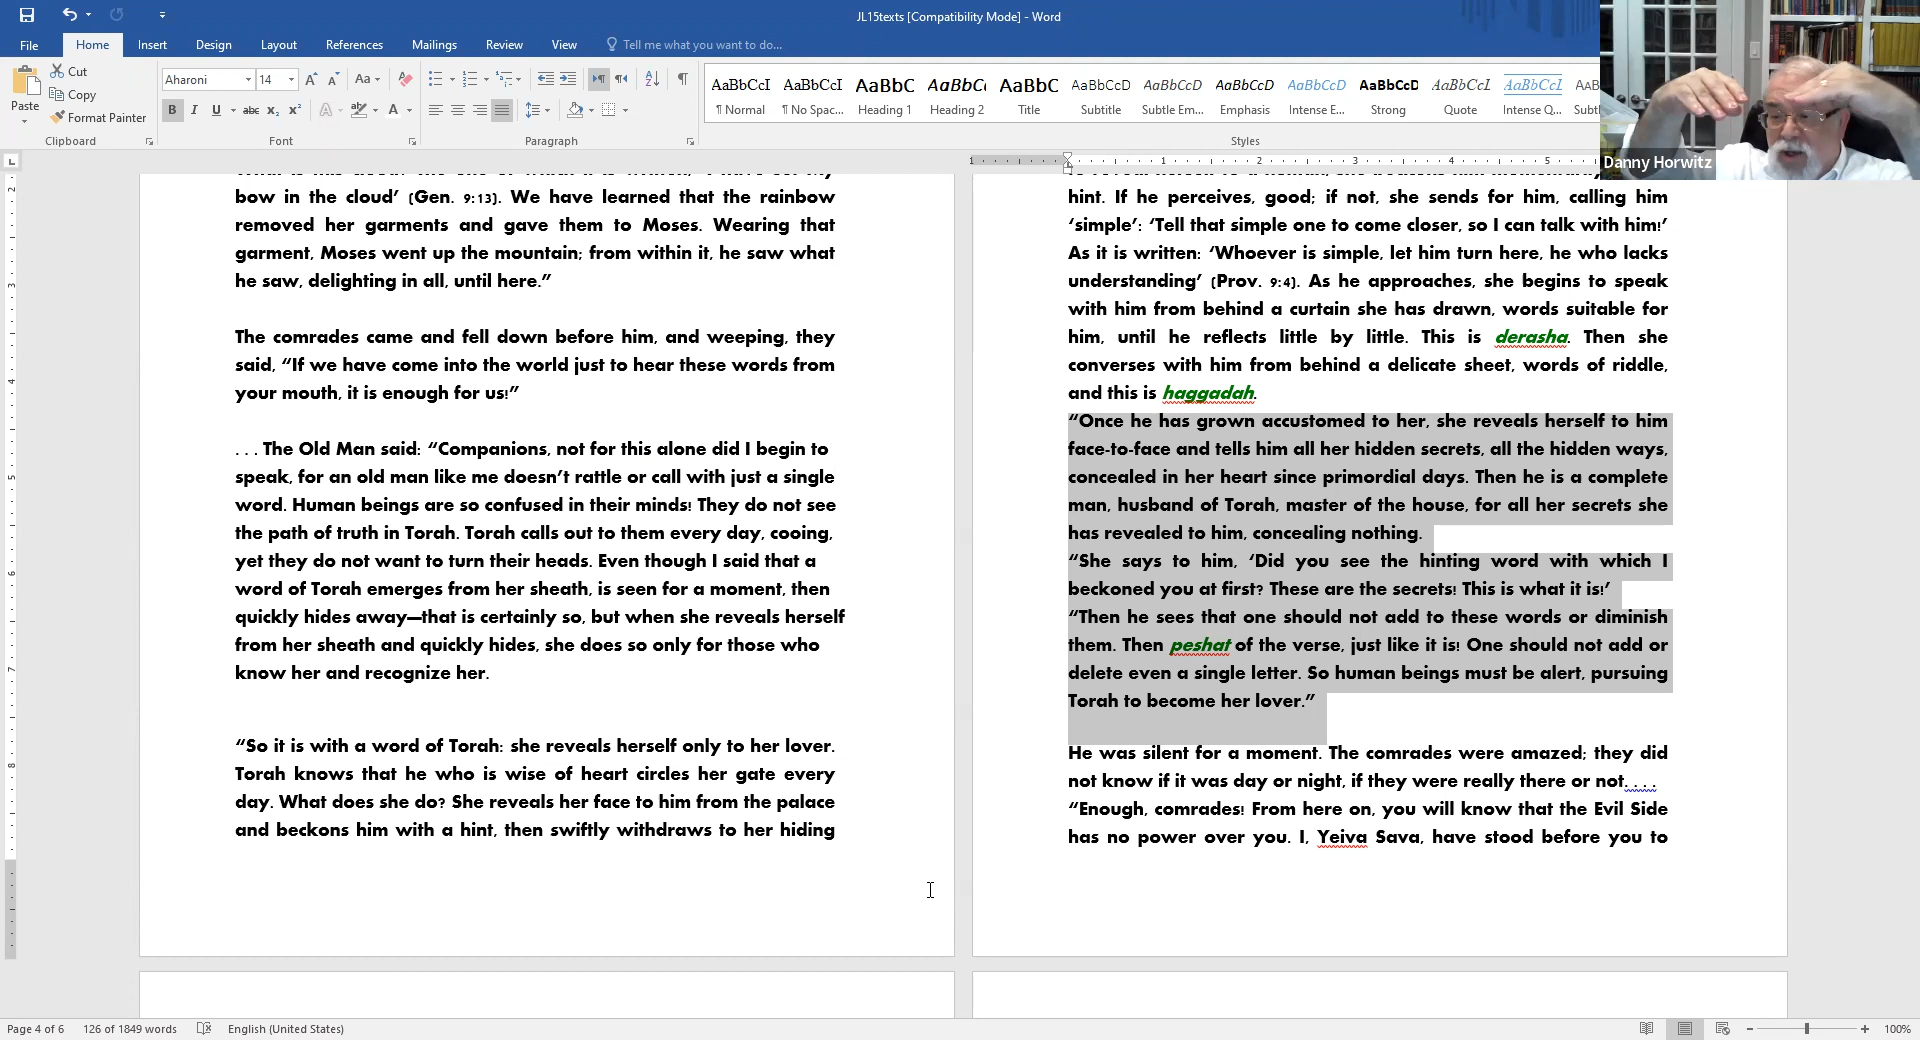 JL15texts [Compatibility Mode] - Word
File Home Insert Design Layout References Mailings Review View Tell me what you want to do...
Paste
Cut
Copy
Format Painter
Clipboard
Aharoni 14
Font
Paragraph
AaBbCcI AaBbCcI AaBbC AaBbCc AaBbC AaBbCcD AaBbCcD AaBbCcD AaBbCcD AaBbCcD AaBbCcI AaBbCcI
¶ Normal ¶ No Spac... Heading 1 Heading 2 Title Subtitle Subtle Em... Emphasis Intense E... Strong Quote Intense Q...
Styles
Danny Horwitz
bow in the cloud’ (Gen. 9:13). We have learned that the rainbow
removed her garments and gave them to Moses. Wearing that
garment, Moses went up the mountain; from within it, he saw what
he saw, delighting in all, until here.”
The comrades came and fell down before him, and weeping, they
said, “If we have come into the world just to hear these words from
your mouth, it is enough for us!”
. . . The Old Man said: “Companions, not for this alone did I begin to
speak, for an old man like me doesn’t rattle or call with just a single
word. Human beings are so confused in their minds! They do not see
the path of truth in Torah. Torah calls out to them every day, cooing,
yet they do not want to turn their heads. Even though I said that a
word of Torah emerges from her sheath, is seen for a moment, then
quickly hides away—that is certainly so, but when she reveals herself
from her sheath and quickly hides, she does so only for those who
know her and recognize her.
“So it is with a word of Torah: she reveals herself only to her lover.
Torah knows that he who is wise of heart circles her gate every
day. What does she do? She reveals her face to him from the palace
and beckons him with a hint, then swiftly withdraws to her hiding
hint. If he perceives, good; if not, she sends for him, calling him
‘simple’: ‘Tell that simple one to come closer, so I can talk with him!’
As it is written: ‘Whoever is simple, let him turn here, he who lacks
understanding’ (Prov. 9:4). As he approaches, she begins to speak
with him from behind a curtain she has drawn, words suitable for
him, until he reflects little by little. This is derasha. Then she
converses with him from behind a delicate sheet, words of riddle,
and this is haggadah.
“Once he has grown accustomed to her, she reveals herself to him
face-to-face and tells him all her hidden secrets, all the hidden ways,
concealed in her heart since primordial days. Then he is a complete
man, husband of Torah, master of the house, for all her secrets she
has revealed to him, concealing nothing.
“She says to him, ‘Did you see the hinting word with which I
beckoned you at first? These are the secrets! This is what it is!’
“Then he sees that one should not add to these words or diminish
them. Then peshat of the verse, just like it is! One should not add or
delete even a single letter. So human beings must be alert, pursuing
Torah to become her lover.”
He was silent for a moment. The comrades were amazed; they did
not know if it was day or night, if they were really there or not. . . .
“Enough, comrades! From here on, you will know that the Evil Side
has no power over you. I, Yeiva Sava, have stood before you to
Page 4 of 6 126 of 1849 words English (United States) 100%